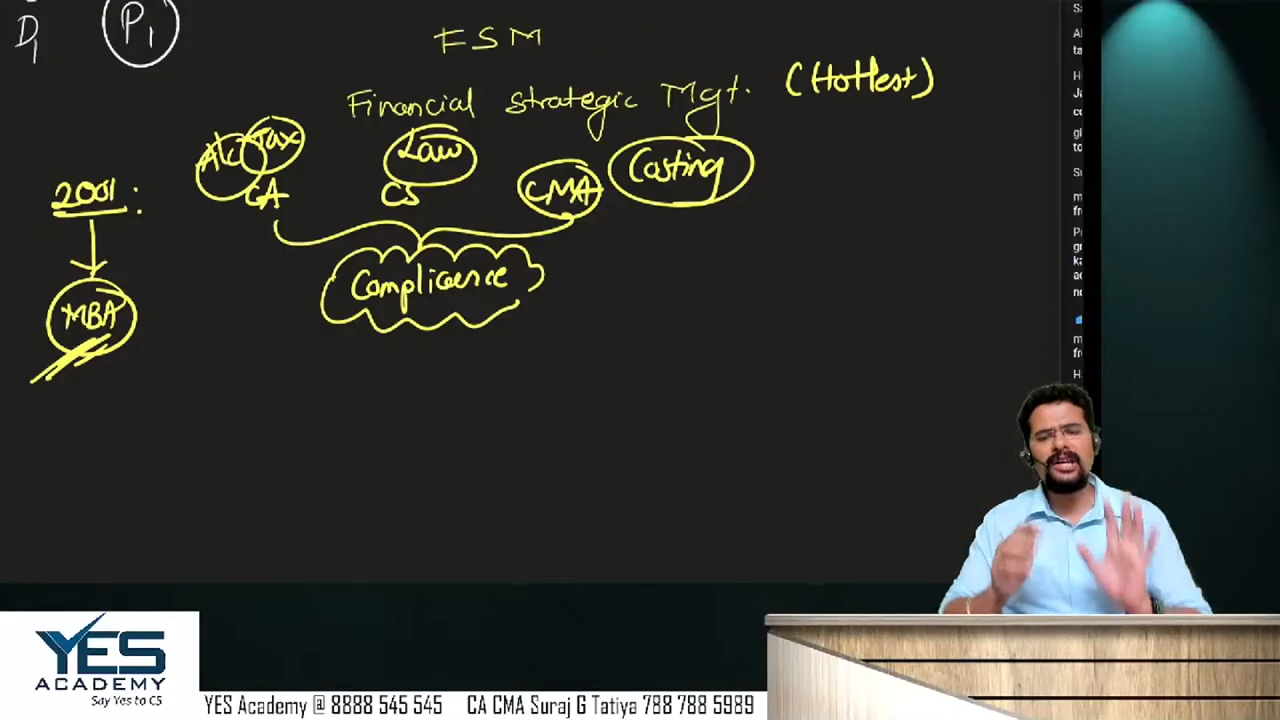 P1
D1
FSM
Financial Strategic Mgt. (Hottest)
A/c Tax Law
CA CS CMA Costing
2001:
Complicence
MBA
YES
ACADEMY
Say Yes to CS
YES Academy @ 8888 545 545 CA CMA Suraj G Tatiya 788 788 5989